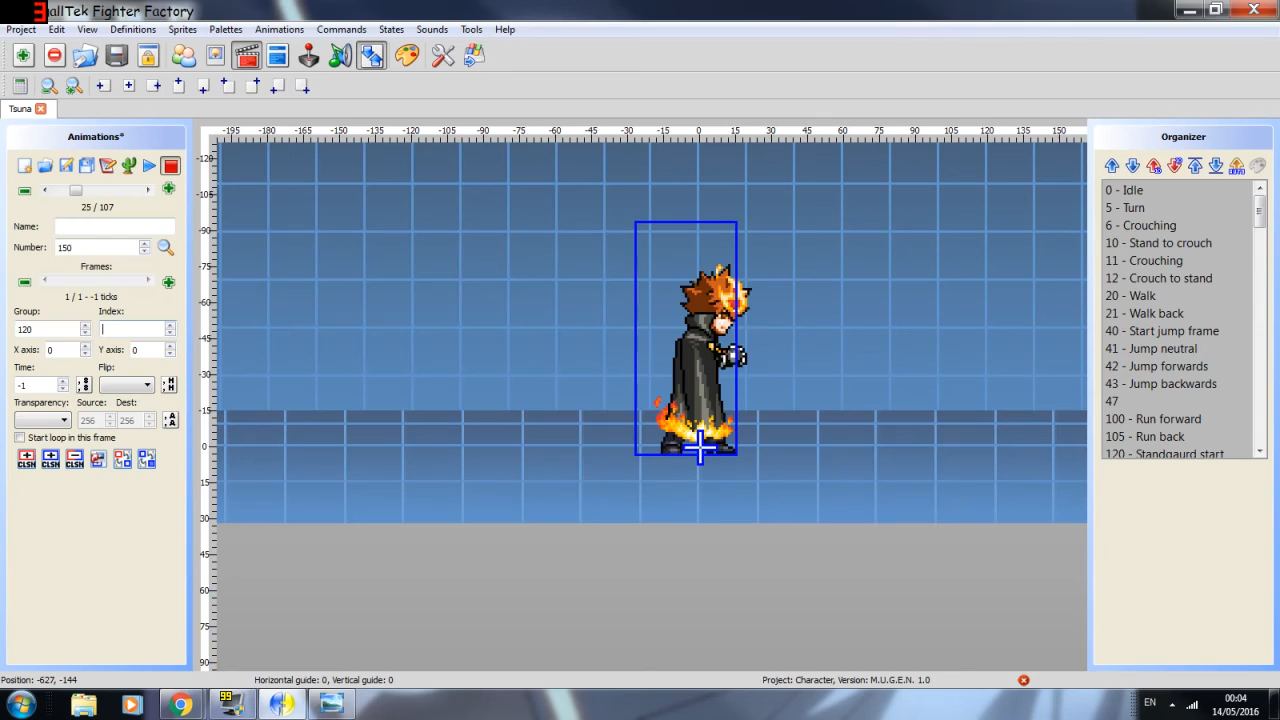 3
allTek Fighter Factory
Project Edit View Definitions Sprites Palettes Animations Commands States Sounds Tools Help
Tsuna
Animations*
25 / 107
Name:
Number: 150
Frames:
1 / 1 - -1 ticks
Group: Index:
120
X axis: 0 Y axis: 0
Time: Flip:
-1
Transparency: Source: Dest:
256 256
Start loop in this frame
CLSN CLSN CLSN
-195 -180 -165 -150 -135 -120 -105 -90 -75 -60 -45 -30 -15 0 15 30 45 60 75 90 105 120 135 150
-120
-105
-90
-75
-60
-45
-30
-15
0
15
30
45
60
75
90
Organizer
0 - Idle
5 - Turn
6 - Crouching
10 - Stand to crouch
11 - Crouching
12 - Crouch to stand
20 - Walk
21 - Walk back
40 - Start jump frame
41 - Jump neutral
42 - Jump forwards
43 - Jump backwards
47
100 - Run forward
105 - Run back
120 - Standgaurd start
Position: -627, -144 Horizontal guide: 0, Vertical guide: 0 Project: Character, Version: M.U.G.E.N. 1.0
99
EN
00:04
14/05/2016